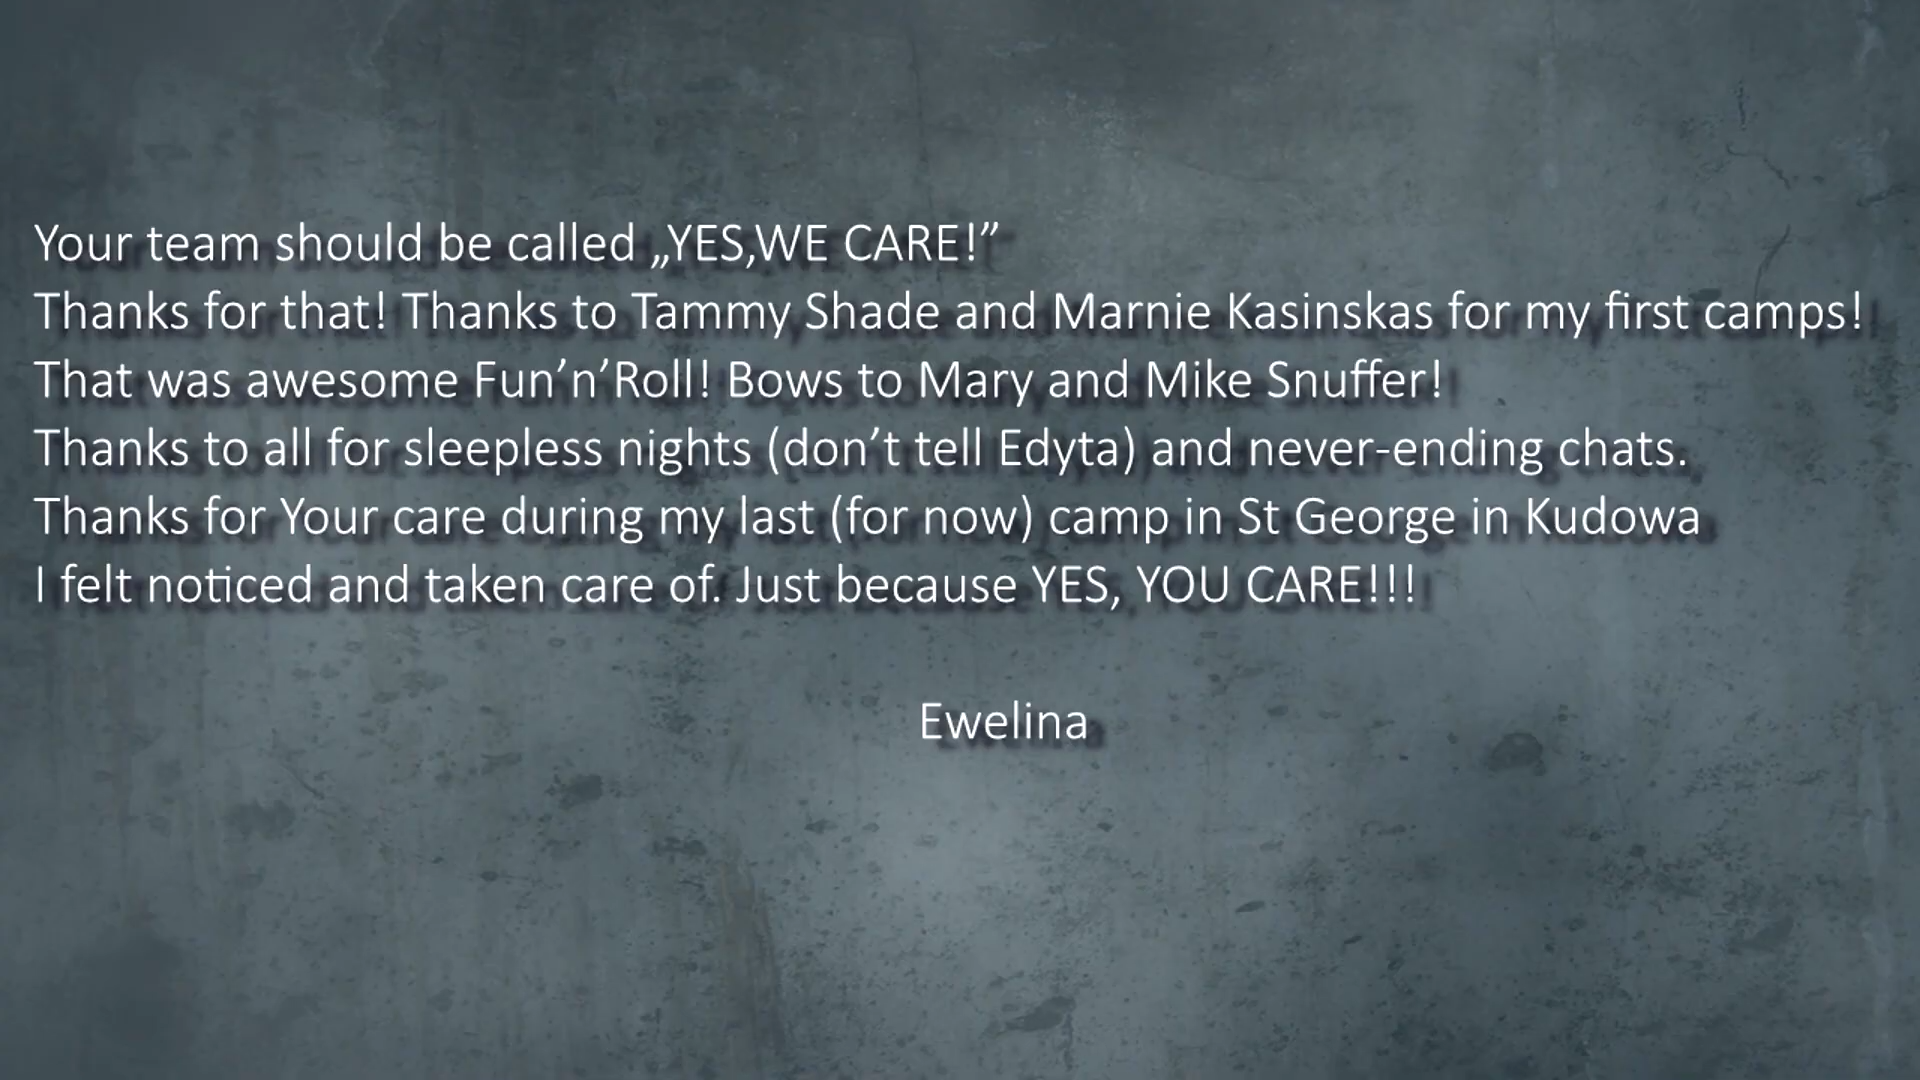 Your team should be called „YES,WE CARE!”
Thanks for that! Thanks to Tammy Shade and Marnie Kasinskas for my first camps!
That was awesome Fun’n’Roll! Bows to Mary and Mike Snuffer!
Thanks to all for sleepless nights (don’t tell Edyta) and never-ending chats.
Thanks for Your care during my last (for now) camp in St George in Kudowa
I felt noticed and taken care of. Just because YES, YOU CARE!!!
Ewelina